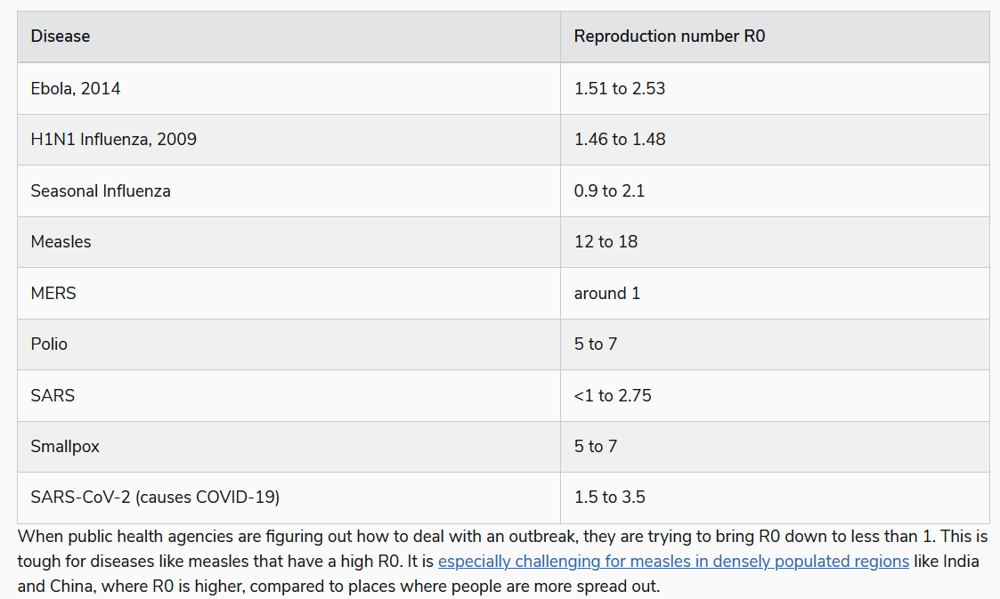 Disease Reproduction number R0
Ebola, 2014 1.51 to 2.53
H1N1 Influenza, 2009 1.46 to 1.48
Seasonal Influenza 0.9 to 2.1
Measles 12 to 18
MERS around 1
Polio 5 to 7
SARS <1 to 2.75
Smallpox 5 to 7
SARS-CoV-2 (causes COVID-19) 1.5 to 3.5
When public health agencies are figuring out how to deal with an outbreak, they are trying to bring R0 down to less than 1. This is
tough for diseases like measles that have a high R0. It is especially challenging for measles in densely populated regions like India
and China, where R0 is higher, compared to places where people are more spread out.